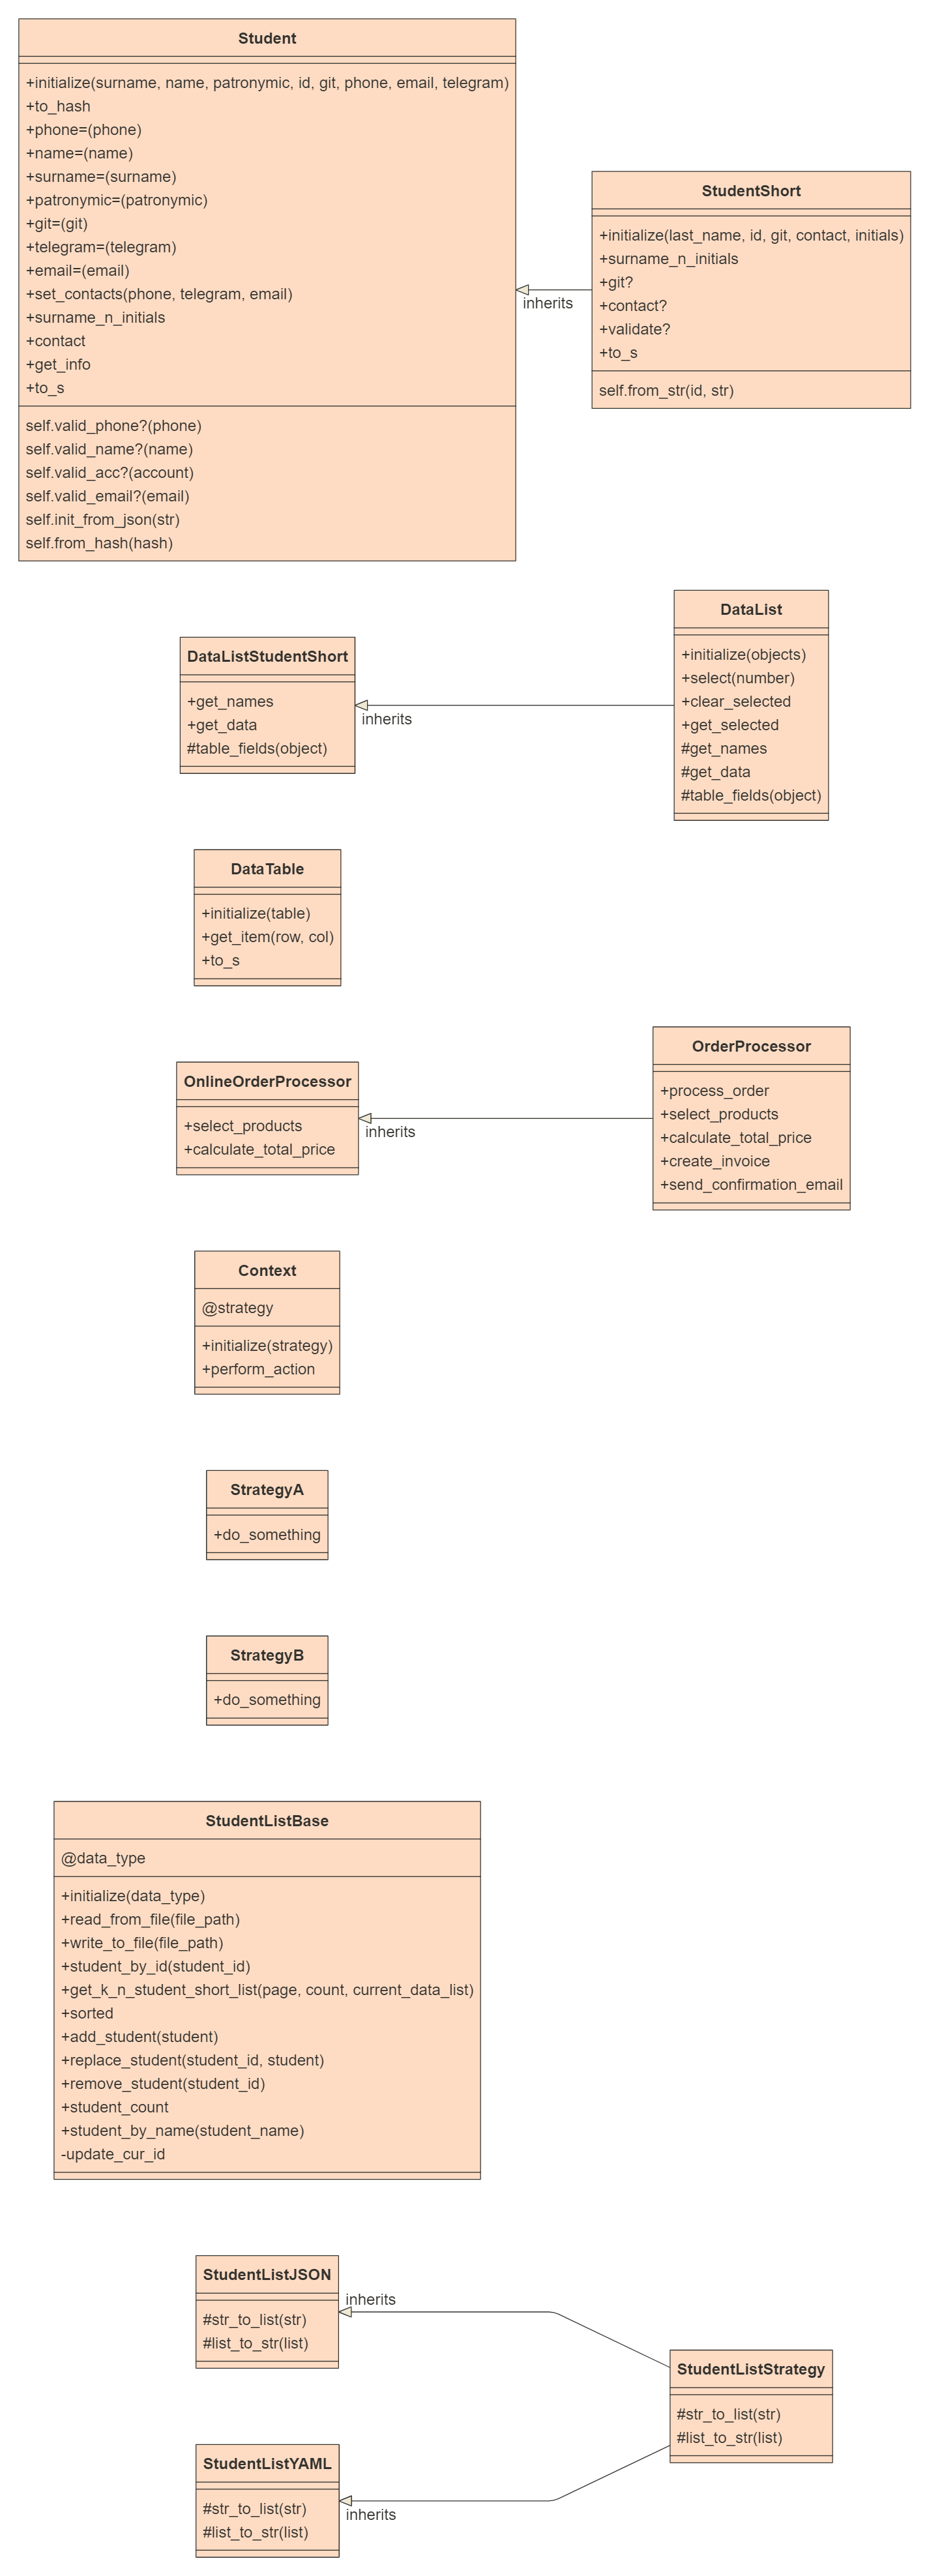 Student
+initialize(surname, name, patronymic, id, git, phone, email, telegram)
+to_hash
+phone=(phone)
+name=(name)
+surname=(surname)
+patronymic=(patronymic)
+git=(git)
+telegram=(telegram)
+email=(email)
+set_contacts(phone, telegram, email)
+surname_n_initials
+contact
+get_info
+to_s
self.valid_phone?(phone)
self.valid_name?(name)
self.valid_acc?(account)
self.valid_email?(email)
self.init_from_json(str)
self.from_hash(hash)
inherits
StudentShort
+initialize(last_name, id, git, contact, initials)
+surname_n_initials
+git?
+contact?
+validate?
+to_s
self.from_str(id, str)
DataListStudentShort
+get_names
+get_data
#table_fields(object)
inherits
DataList
+initialize(objects)
+select(number)
+clear_selected
+get_selected
#get_names
#get_data
#table_fields(object)
DataTable
+initialize(table)
+get_item(row, col)
+to_s
OnlineOrderProcessor
+select_products
+calculate_total_price
inherits
OrderProcessor
+process_order
+select_products
+calculate_total_price
+create_invoice
+send_confirmation_email
Context
@strategy
+initialize(strategy)
+perform_action
StrategyA
+do_something
StrategyB
+do_something
StudentListBase
@data_type
+initialize(data_type)
+read_from_file(file_path)
+write_to_file(file_path)
+student_by_id(student_id)
+get_k_n_student_short_list(page, count, current_data_list)
+sorted
+add_student(student)
+replace_student(student_id, student)
+remove_student(student_id)
+student_count
+student_by_name(student_name)
-update_cur_id
StudentListJSON
#str_to_list(str)
#list_to_str(list)
inherits
StudentListStrategy
#str_to_list(str)
#list_to_str(list)
StudentListYAML
#str_to_list(str)
#list_to_str(list)
inherits